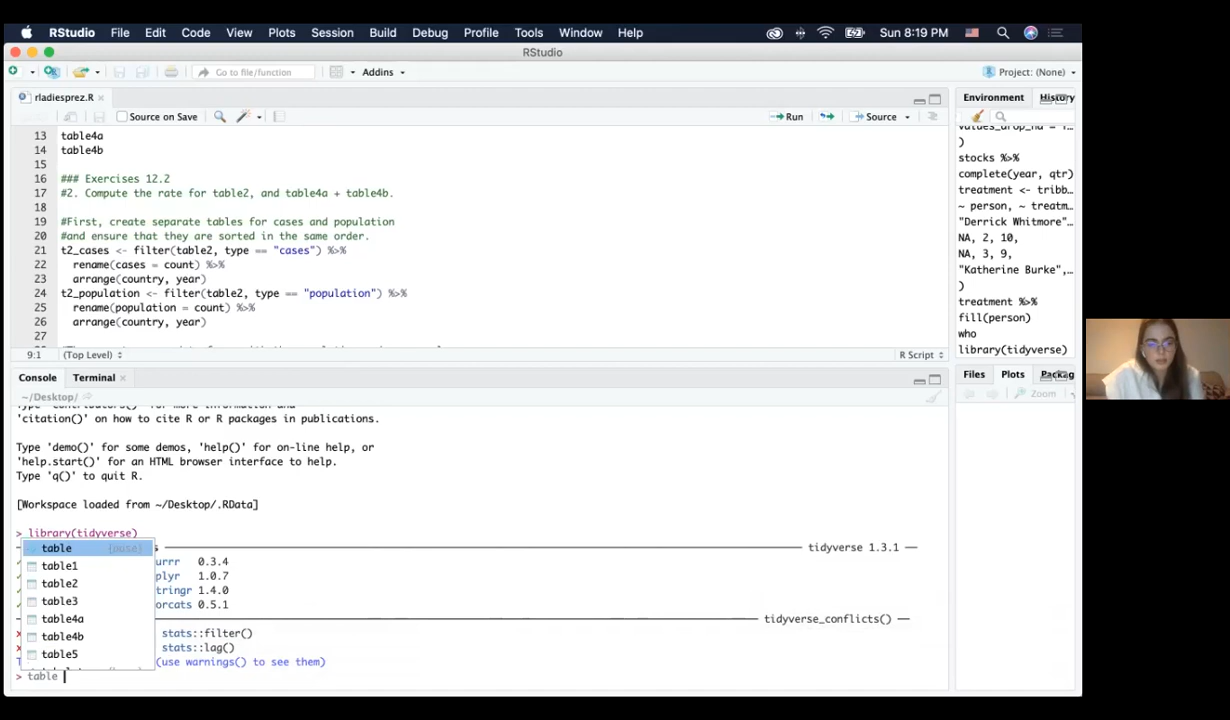 RStudio File Edit Code View Plots Session Build Debug Profile Tools Window Help Sun 8:19 PM
RStudio
Go to file/function Addins Project: (None)
rladiesprez.R
Source on Save Run Source
13 table4a
14 table4b
15
16 ### Exercises 12.2
17 #2. Compute the rate for table2, and table4a + table4b.
18
19 #First, create separate tables for cases and population
20 #and ensure that they are sorted in the same order.
21 t2_cases <- filter(table2, type == "cases") %>%
22 rename(cases = count) %>%
23 arrange(country, year)
24 t2_population <- filter(table2, type == "population") %>%
25 rename(population = count) %>%
26 arrange(country, year)
27
9:1 (Top Level) R Script
Console Terminal
~/Desktop/
'citation()' on how to cite R or R packages in publications.
Type 'demo()' for some demos, 'help()' for on-line help, or
'help.start()' for an HTML browser interface to help.
Type 'q()' to quit R.
[Workspace loaded from ~/Desktop/.RData]
> library(tidyverse)
s tidyverse 1.3.1
urrr 0.3.4
plyr 1.0.7
tringr 1.4.0
orcats 0.5.1
tidyverse_conflicts()
stats::filter()
stats::lag()
(use warnings() to see them)
> table
table {base}
table1
table2
table3
table4a
table4b
table5
Environment History
)
stocks %>%
complete(year, qtr)
treatment <- tribb…
~ person, ~ treatm…
"Derrick Whitmore"…
NA, 2, 10,
NA, 3, 9,
"Katherine Burke",…
)
treatment %>%
fill(person)
who
library(tidyverse)
Files Plots Packag
Zoom